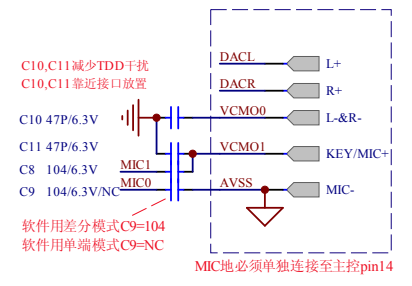 C10,C11减少TDD干扰
C10,C11靠近接口放置
DACL
L+
DACR
R+
C10 47P/6.3V
VCMO0
L-&R-
C11 47P/6.3V
VCMO1
KEY/MIC+
C8 104/6.3V
MIC1
C9 104/6.3V/NC
MIC0
AVSS
MIC-
软件用差分模式C9=104
软件用单端模式C9=NC
MIC地必须单独连接至主控pin14